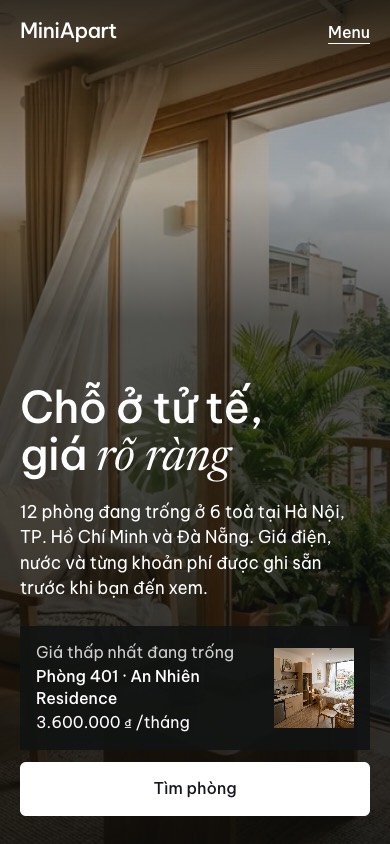 MiniApart
Menu
Chỗ ở tử tế,
giá rõ ràng
12 phòng đang trống ở 6 toà tại Hà Nội,
TP. Hồ Chí Minh và Đà Nẵng. Giá điện,
nước và từng khoản phí được ghi sẵn
trước khi bạn đến xem.
Giá thấp nhất đang trống
Phòng 401 · An Nhiên
Residence
3.600.000 ₫ /tháng
Tìm phòng